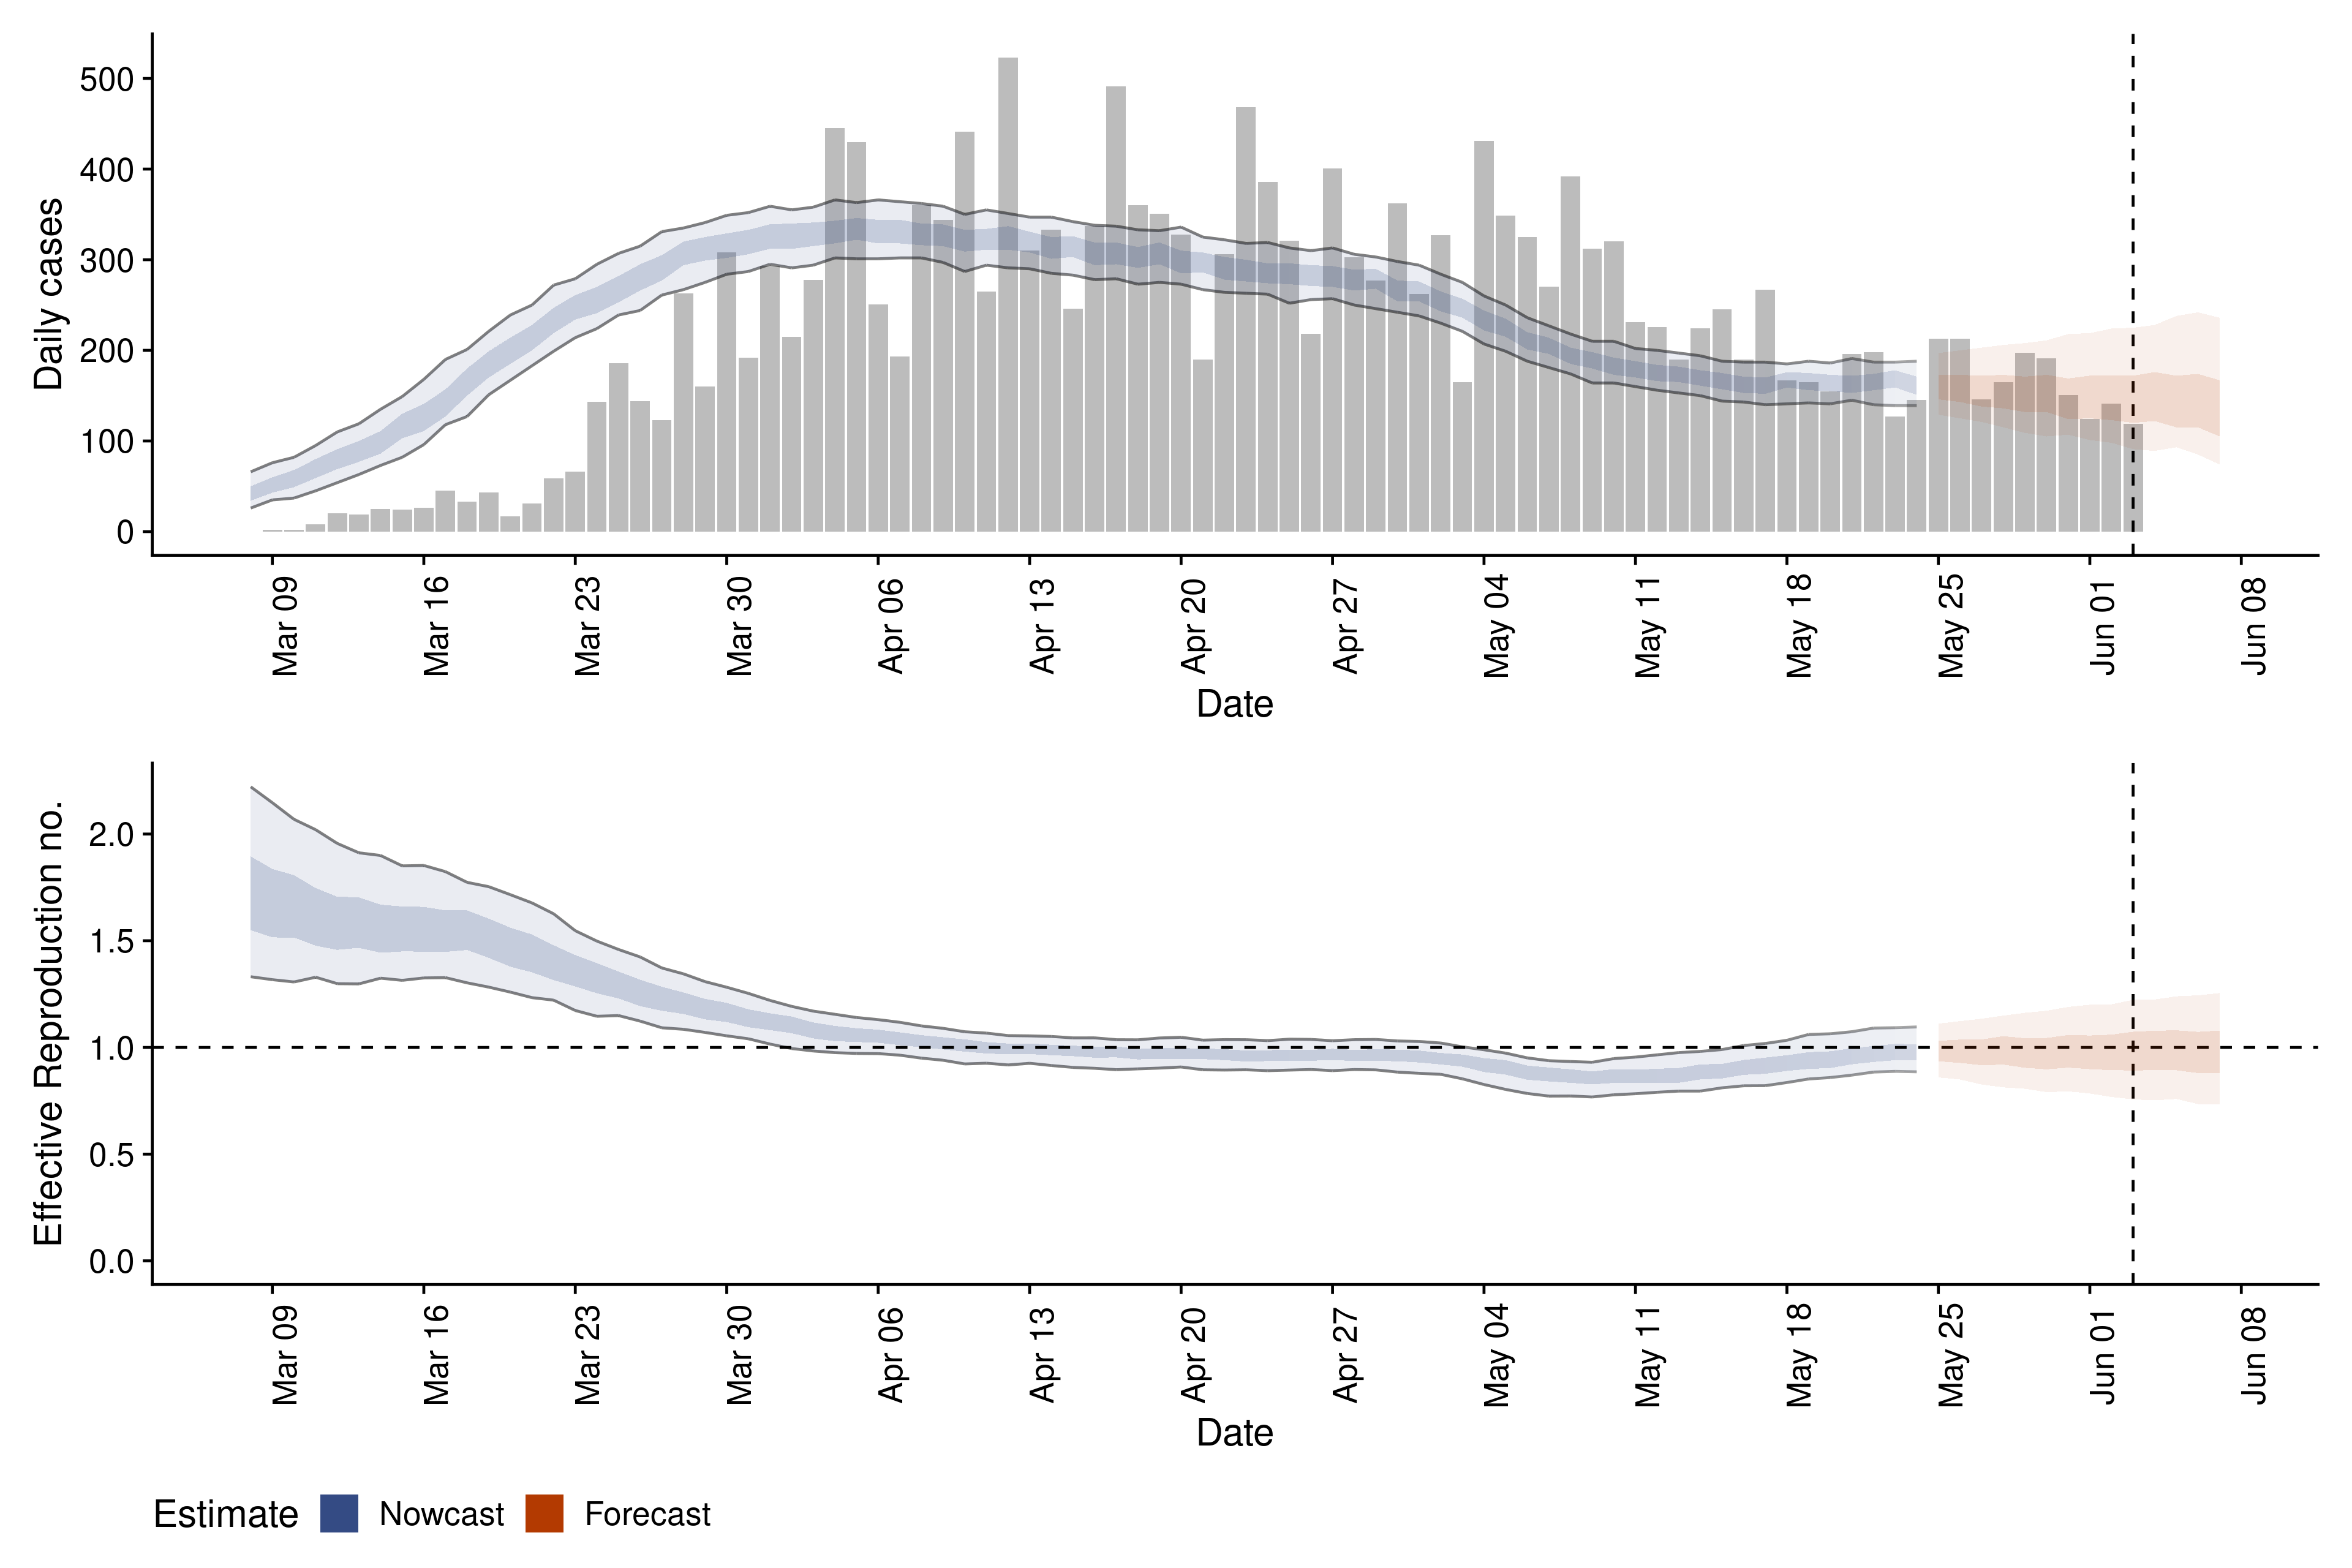 Daily cases
500
400
300
200
100
0
Mar 09
Mar 16
Mar 23
Mar 30
Apr 06
Apr 13
Apr 20
Apr 27
May 04
May 11
May 18
May 25
Jun 01
Jun 08
Date
Effective Reproduction no.
2.0
1.5
1.0
0.5
0.0
Mar 09
Mar 16
Mar 23
Mar 30
Apr 06
Apr 13
Apr 20
Apr 27
May 04
May 11
May 18
May 25
Jun 01
Jun 08
Date
Estimate Nowcast Forecast